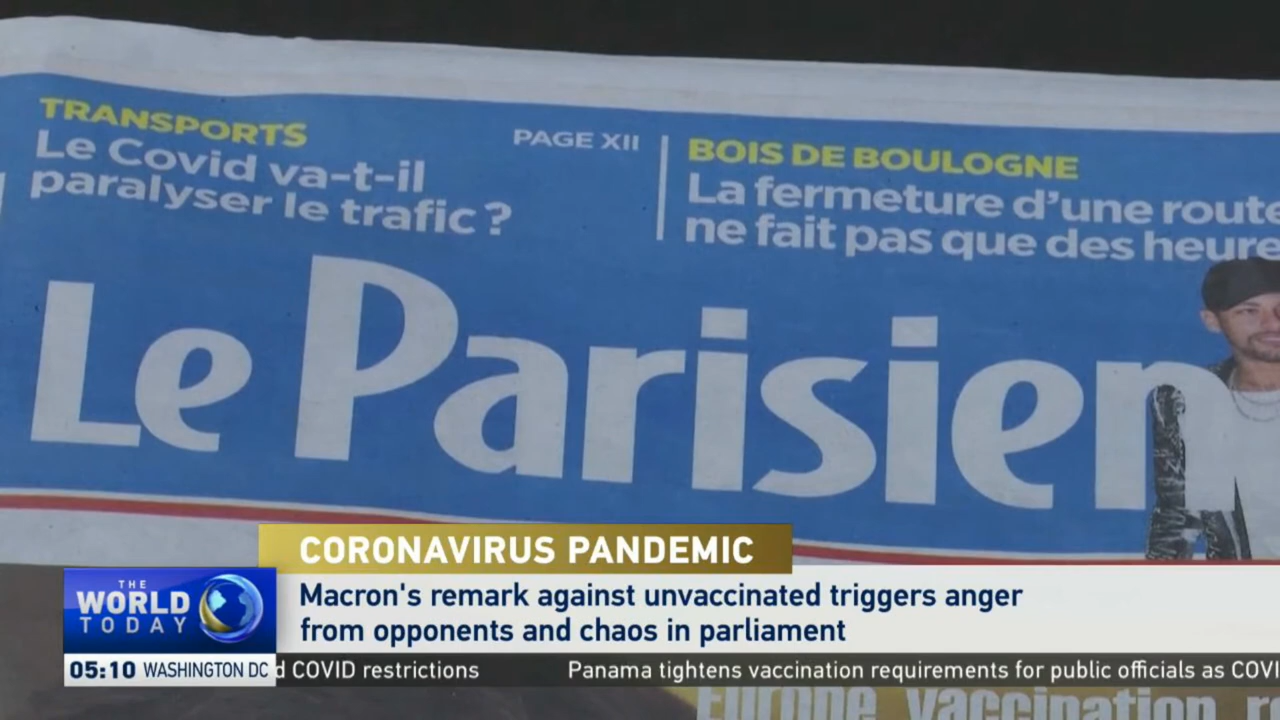 TRANSPORTS
Le Covid va-t-il
paralyser le trafic ?
PAGE XII
BOIS DE BOULOGNE
La fermeture d'une route
ne fait pas que des heure
Le Parisien
CORONAVIRUS PANDEMIC
Macron's remark against unvaccinated triggers anger
from opponents and chaos in parliament
THE
WORLD
TODAY
05:10 WASHINGTON DC
d COVID restrictions Panama tightens vaccination requirements for public officials as COVI
Europe vaccination r